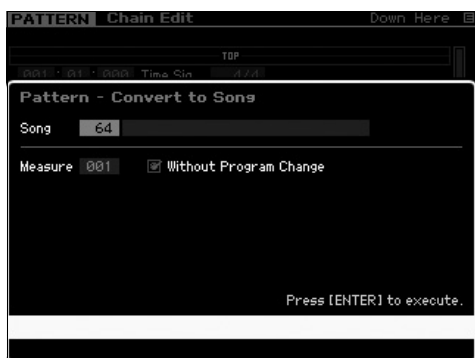 PATTERN Chain Edit Down Here
TOP
001:01:000 Time Sig 4/4
Pattern - Convert to Song
Song 64
Measure 001 Without Program Change
Press [ENTER] to execute.